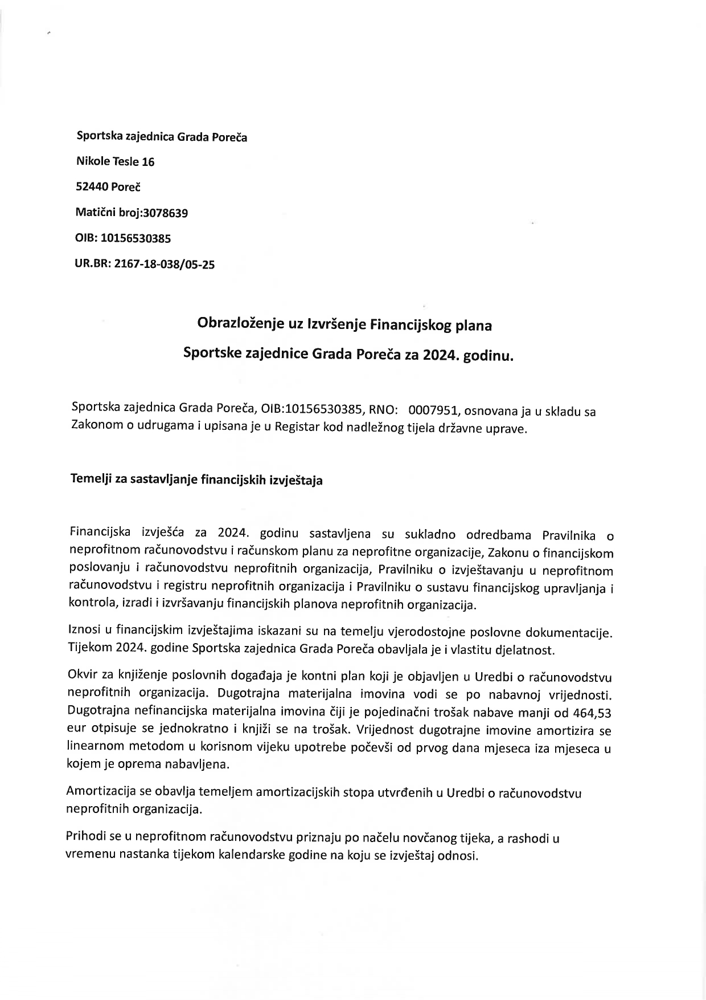 Sportska zajednica Grada Poreča
Nikole Tesle 16
52440 Poreč
Matični broj:3078639
OIB: 10156530385
UR.BR: 2167-18-038/05-25
Obrazloženje uz Izvršenje Financijskog plana
Sportske zajednice Grada Poreča za 2024. godinu.
Sportska zajednica Grada Poreča, OIB:10156530385, RNO: 0007951, osnovana ja u skladu sa
Zakonom o udrugama i upisana je u Registar kod nadležnog tijela državne uprave.
Temelji za sastavljanje financijskih izvještaja
Financijska izvješća za 2024. godinu sastavljena su sukladno odredbama Pravilnika o
neprofitnom računovodstvu i računskom planu za neprofitne organizacije, Zakonu o financijskom
poslovanju i računovodstvu neprofitnih organizacija, Pravilniku o izvještavanju u neprofitnom
računovodstvu i registru neprofitnih organizacija i Pravilniku o sustavu financijskog upravljanja i
kontrola, izradi i izvršavanju financijskih planova neprofitnih organizacija.
Iznosi u financijskim izvještajima iskazani su na temelju vjerodostojne poslovne dokumentacije.
Tijekom 2024. godine Sportska zajednica Grada Poreča obavljala je i vlastitu djelatnost.
Okvir za knjiženje poslovnih događaja je kontni plan koji je objavljen u Uredbi o računovodstvu
neprofitnih organizacija. Dugotrajna materijalna imovina vodi se po nabavnoj vrijednosti.
Dugotrajna nefinancijska materijalna imovina čiji je pojedinačni trošak nabave manji od 464,53
eur otpisuje se jednokratno i knjiži se na trošak. Vrijednost dugotrajne imovine amortizira se
linearnom metodom u korisnom vijeku upotrebe počevši od prvog dana mjeseca iza mjeseca u
kojem je oprema nabavljena.
Amortizacija se obavlja temeljem amortizacijskih stopa utvrđenih u Uredbi o računovodstvu
neprofitnih organizacija.
Prihodi se u neprofitnom računovodstvu priznaju po načelu novčanog tijeka, a rashodi u
vremenu nastanka tijekom kalendarske godine na koju se izvještaj odnosi.